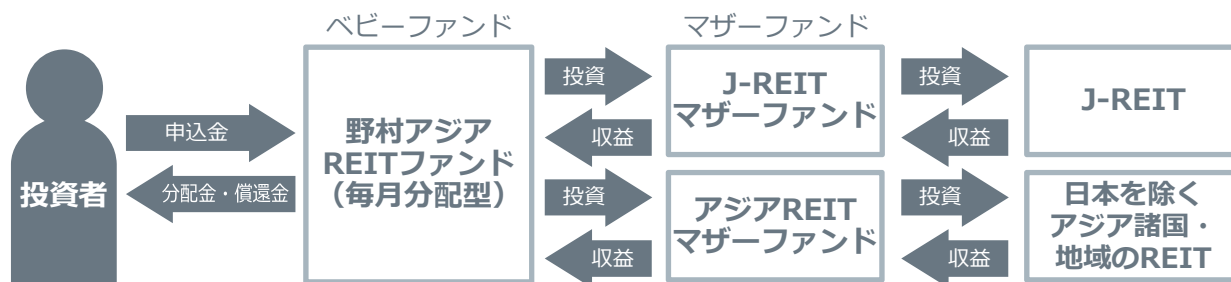 ベビーファンド
マザーファンド
投資者
申込金
分配金・償還金
野村アジア
REITファンド
（毎月分配型）
投資
収益
投資
収益
J-REIT
マザーファンド
アジアREIT
マザーファンド
投資
収益
投資
収益
J-REIT
日本を除く
アジア諸国・
地域のREIT